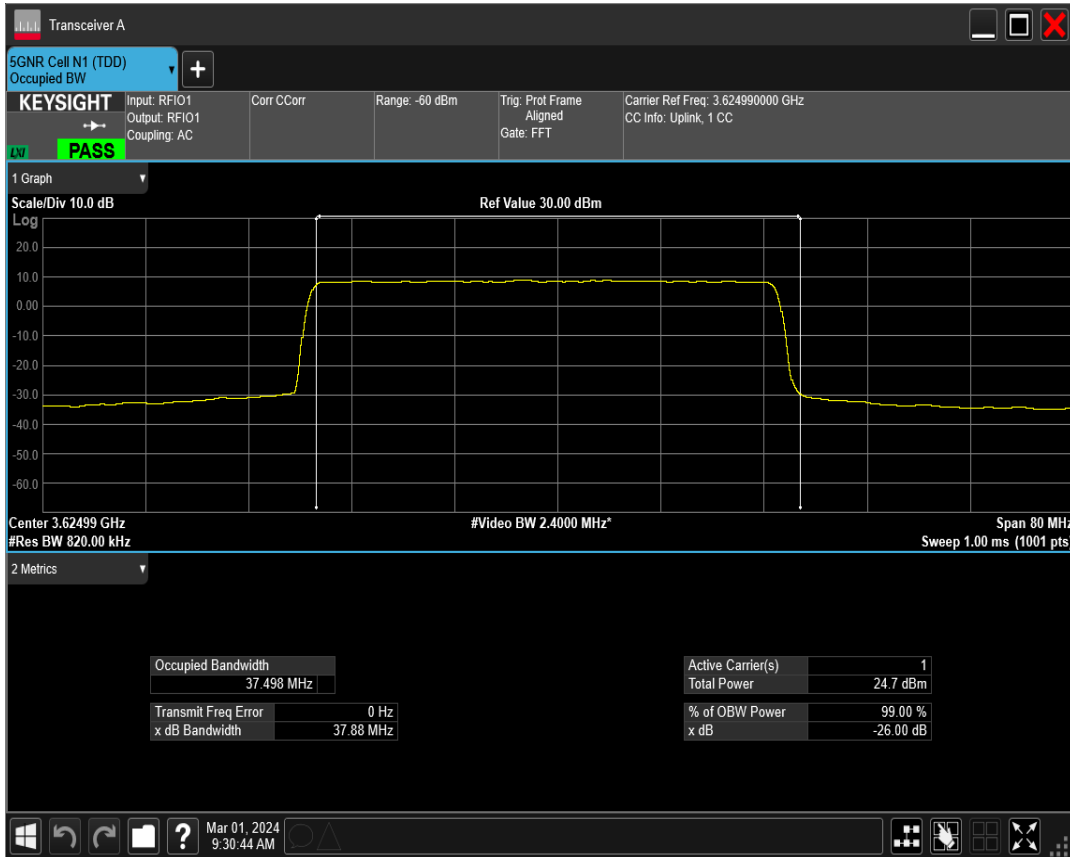 Transceiver A
5GNR Cell N1 (TDD)
Occupied BW
KEYSIGHT
LXI
PASS
Input: RFIO1
Output: RFIO1
Coupling: AC
Corr CCorr
Range: -60 dBm
Trig: Prot Frame
Aligned
Gate: FFT
Carrier Ref Freq: 3.624990000 GHz
CC Info: Uplink, 1 CC
1 Graph
Scale/Div 10.0 dB
Ref Value 30.00 dBm
Log
20.0
10.0
0.00
-10.0
-20.0
-30.0
-40.0
-50.0
-60.0
Center 3.62499 GHz
#Video BW 2.4000 MHz*
Span 80 MHz
#Res BW 820.00 kHz
Sweep 1.00 ms (1001 pts)
2 Metrics
Occupied Bandwidth
37.498 MHz
Transmit Freq Error 0 Hz
x dB Bandwidth 37.88 MHz
Active Carrier(s) 1
Total Power 24.7 dBm
% of OBW Power 99.00 %
x dB -26.00 dB
?
Mar 01, 2024
9:30:44 AM